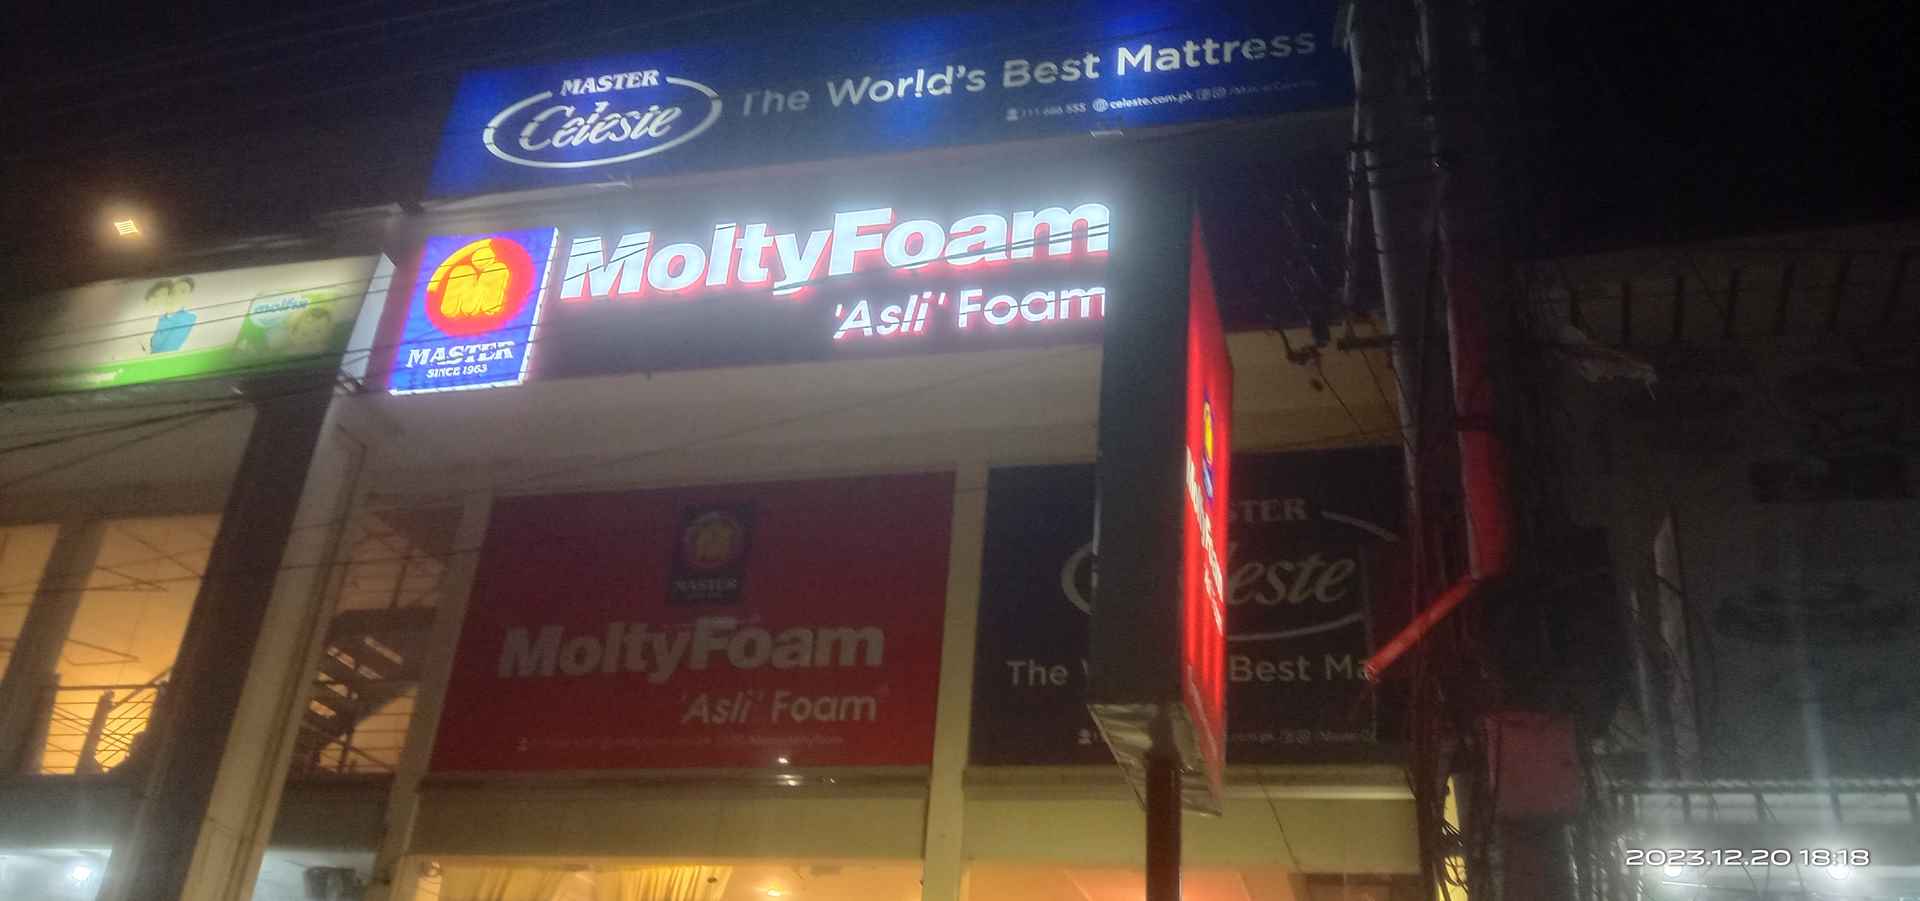 MASTER
Celeste
The World's Best Mattress
celeste.com.pk
MoltyFoam
'Asli' Foam
MASTER
SINCE 1963
molfix
MASTER
MoltyFoam
'Asli' Foam
MoltyFoam
STER
leste
The
Best Ma
2023.12.20 18:18